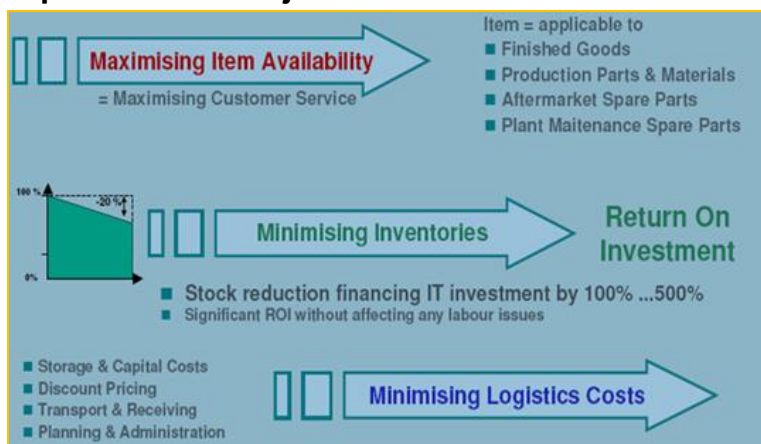 Item = applicable to
Maximising Item Availability
Finished Goods
Production Parts & Materials
= Maximising Customer Service
Aftermarket Spare Parts
Plant Maitenance Spare Parts
100 %
-20 %
0%
Minimising Inventories
Return On
Investment
Stock reduction financing IT investment by 100% ...500%
Significant ROI without affecting any labour issues
Storage & Capital Costs
Discount Pricing
Transport & Receiving
Planning & Administration
Minimising Logistics Costs